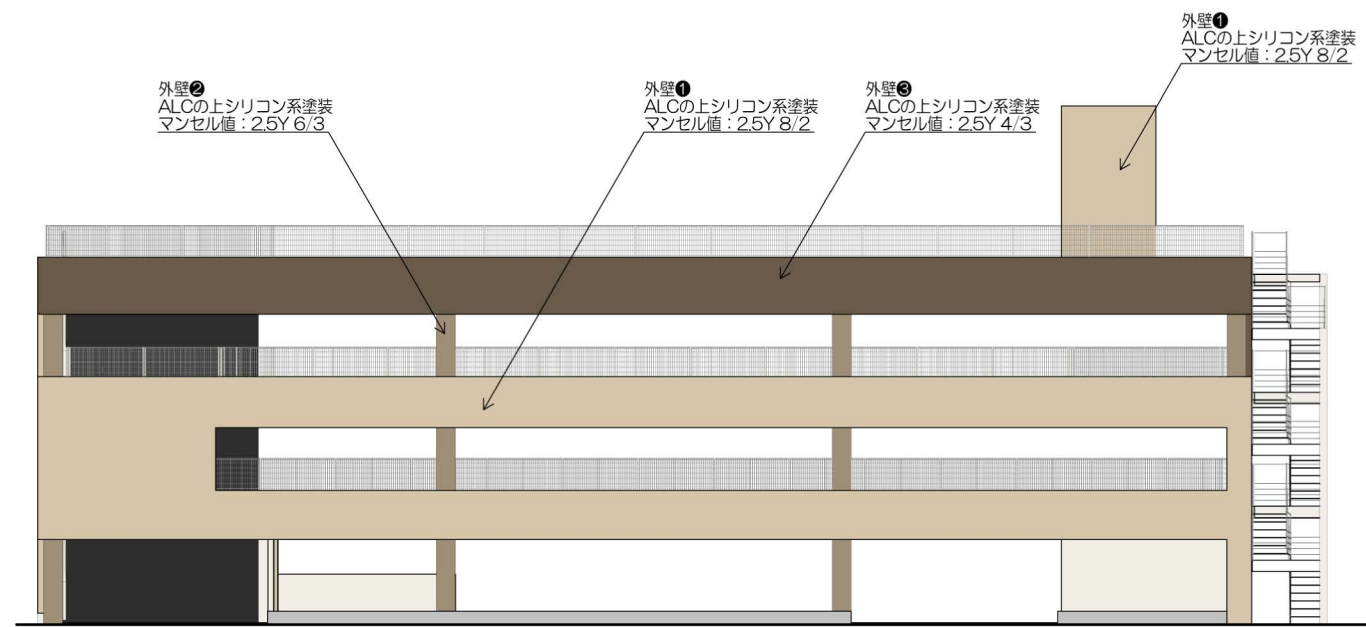 外壁❶
ALCの上シリコン系塗装
マンセル値：2.5Y 8/2
外壁❷
ALCの上シリコン系塗装
マンセル値：2.5Y 6/3
外壁❶
ALCの上シリコン系塗装
マンセル値：2.5Y 8/2
外壁❸
ALCの上シリコン系塗装
マンセル値：2.5Y 4/3